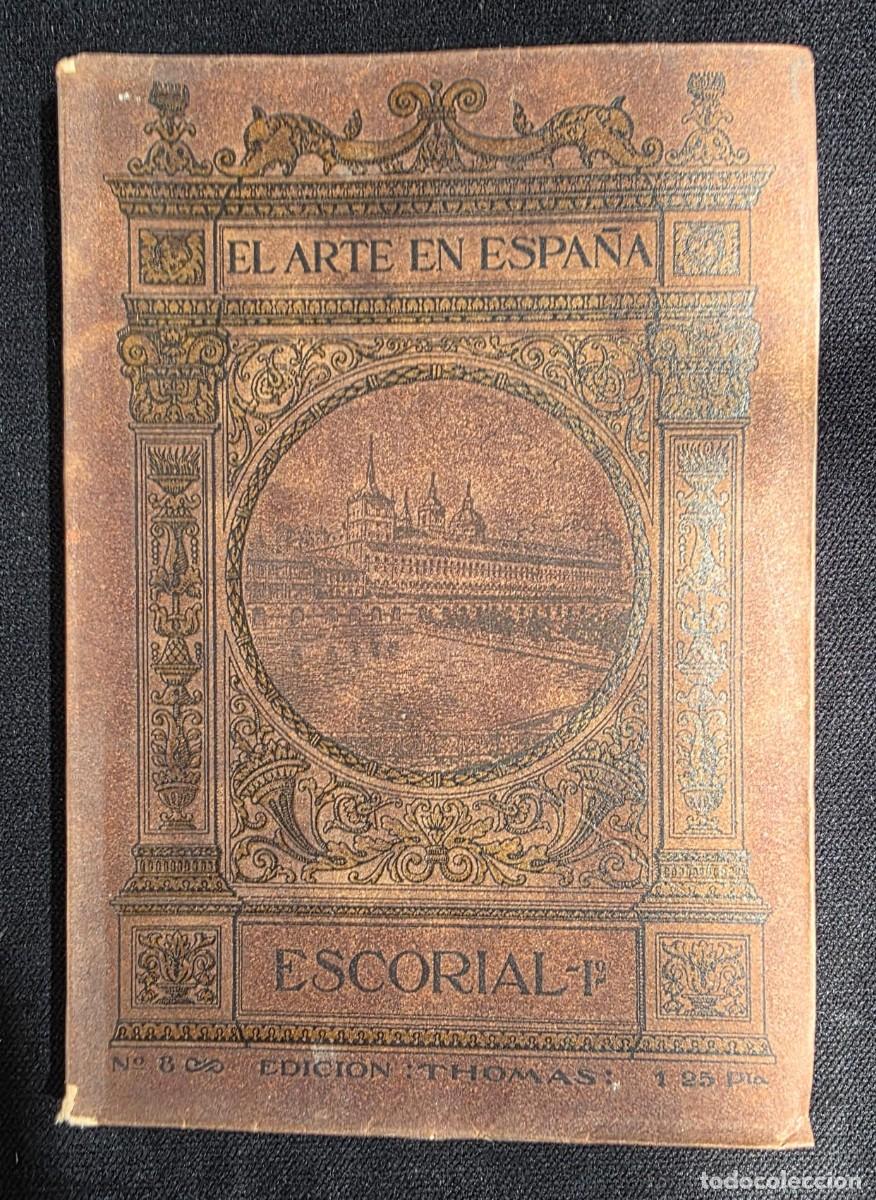 EL ARTE EN ESPAÑA
ESCORIAL-1º
Nº 8 EDICION :THOMAS: 1 25 Pta
todocoleccion